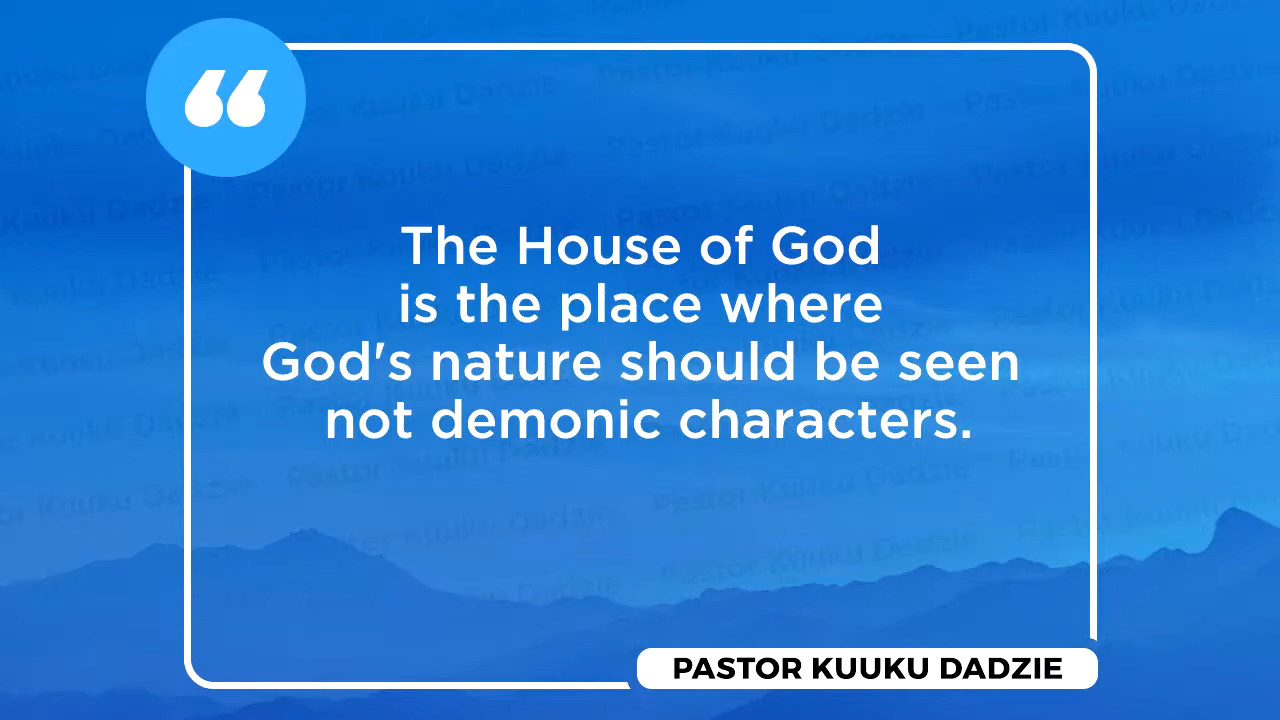 The House of God
is the place where
God's nature should be seen
not demonic characters.
PASTOR KUUKU DADZIE